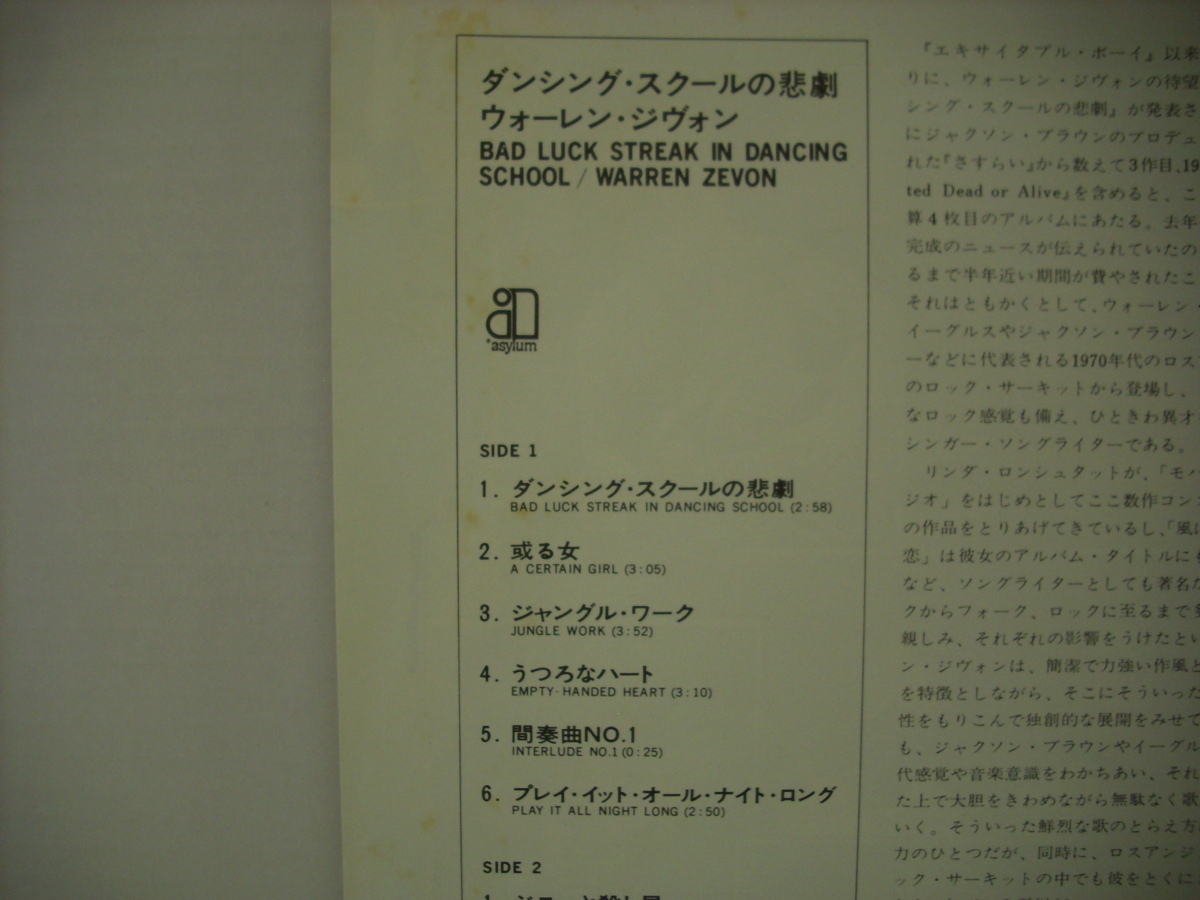 ダンシング・スクールの悲劇
ウォーレン・ジヴォン
BAD LUCK STREAK IN DANCING
SCHOOL / WARREN ZEVON
asylum
SIDE 1
1. ダンシング・スクールの悲劇
BAD LUCK STREAK IN DANCING SCHOOL (2:58)
2. 或る女
A CERTAIN GIRL (3:05)
3. ジャングル・ワーク
JUNGLE WORK (3:52)
4. うつろなハート
EMPTY-HANDED HEART (3:10)
5. 間奏曲NO.1
INTERLUDE NO.1 (0:25)
6. プレイ・イット・オール・ナイト・ロング
PLAY IT ALL NIGHT LONG (2:50)
SIDE 2
『エキサイタブル・ボーイ』以来
りに、ウォーレン・ジヴォンの待望
シング・スクールの悲劇』が発表さ
にジャクソン・ブラウンのプロデュ
れた『さすらい』から数えて3作目、19
ted Dead or Alive』を含めると、こ
算4枚目のアルバムにあたる。去年
完成のニュースが伝えられていたの
るまで半年近い期間が費やされたこ
それはともかくとして、ウォーレン・
イーグルスやジャクソン・ブラウン
ーなどに代表される1970年代のロス
のロック・サーキットから登場し、
なロック感覚も備え、ひときわ異才
シンガー・ソングライターである。
リンダ・ロンシュタットが、「モハ
ジオ」をはじめとしてここ数作コン
の作品をとりあげてきているし、「風
恋」は彼女のアルバム・タイトルに
など、ソングライターとしても著名
クからフォーク、ロックに至るまで
親しみ、それぞれの影響をうけたと
ン・ジヴォンは、簡潔で力強い作風と
を特徴としながら、そこにそういった
性をもりこんで独創的な展開をみせて
も、ジャクソン・ブラウンやイーグル
代感覚や音楽意識をわかちあい、それ
た上で大胆をきわめながら無駄なく歌
いく。そういった鮮烈な歌のとらえ方
力のひとつだが、同時に、ロスアンジ
ック・サーキットの中でも彼をとくに